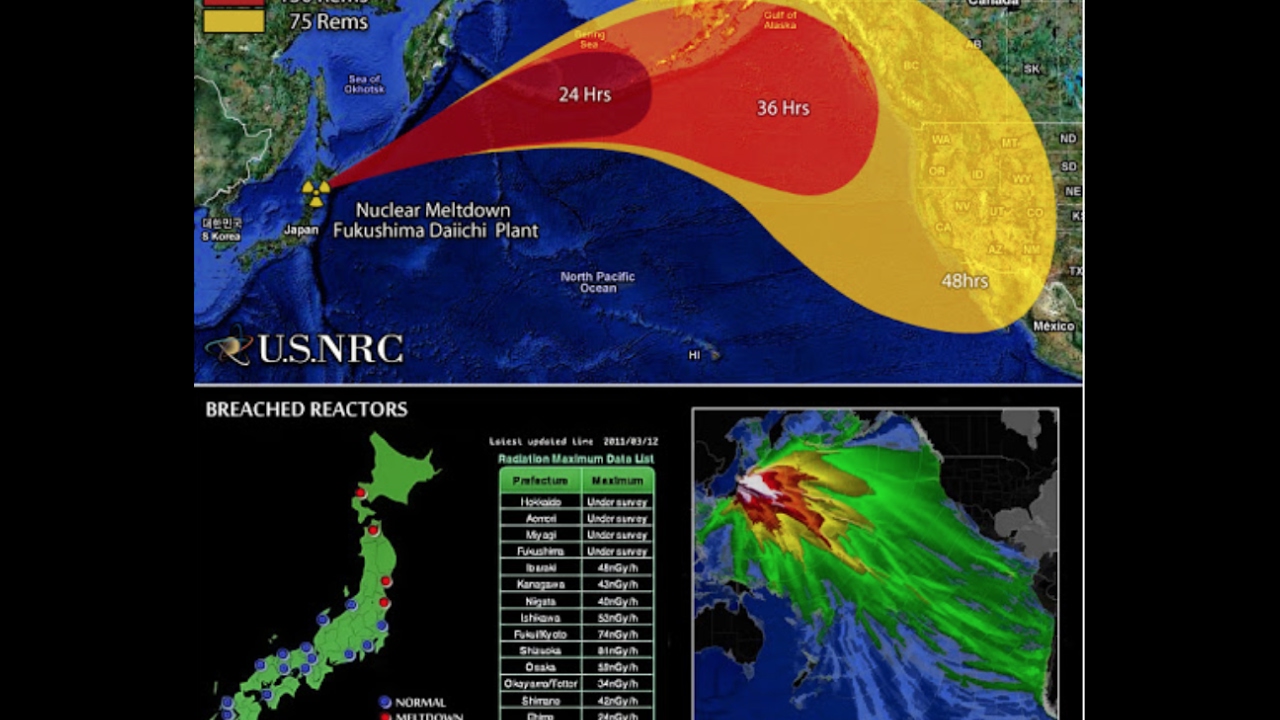 75 Rems
Canada
Gulf of
Alaska
Bering
Sea
AB
BC
SK
Sea of
Okhotsk
24 Hrs
36 Hrs
WA
MT
ND
OR
ID
WY
SD
NE
NV
UT
CO
CA
AZ
NM
TX
48hrs
대한민국
S Korea
Japan
Nuclear Meltdown
Fukushima Daiichi Plant
North Pacific
Ocean
México
HI
U.S.NRC
BREACHED REACTORS
Latest updated time 2011/03/12
Radiation Maximum Data List
Prefecture Maximum
Hokkaido Under survey
Aomori Under survey
Miyagi Under survey
Fukushima Under survey
Ibaraki 48nGy/h
Kanagawa 43nGy/h
Niigata 40nGy/h
Ishikawa 53nGy/h
Fukui/Kyoto 74nGy/h
Shizuoka 81nGy/h
Osaka
Okayama/Tottor 34nGy/h
Shimane 42nGy/h
24nGy/h
NORMAL
MELTDOWN